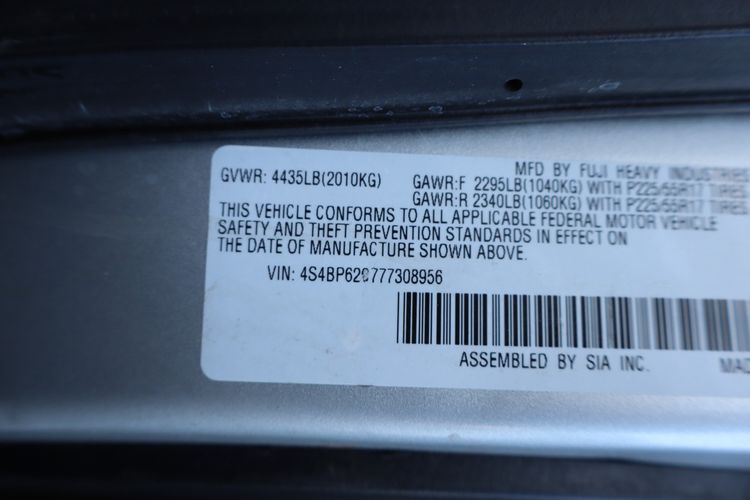 MFD BY FUJI HEAVY INDUSTRIES
GVWR: 4435LB(2010KG) GAWR:F 2295LB(1040KG) WITH P225/55R17 TIRES
GAWR:R 2340LB(1060KG) WITH P225/55R17 TIRES
THIS VEHICLE CONFORMS TO ALL APPLICABLE FEDERAL MOTOR VEHICLE
SAFETY AND THEFT PREVENTION STANDARDS IN EFFECT ON
THE DATE OF MANUFACTURE SHOWN ABOVE.
VIN: 4S4BP62C777308956
ASSEMBLED BY SIA INC.